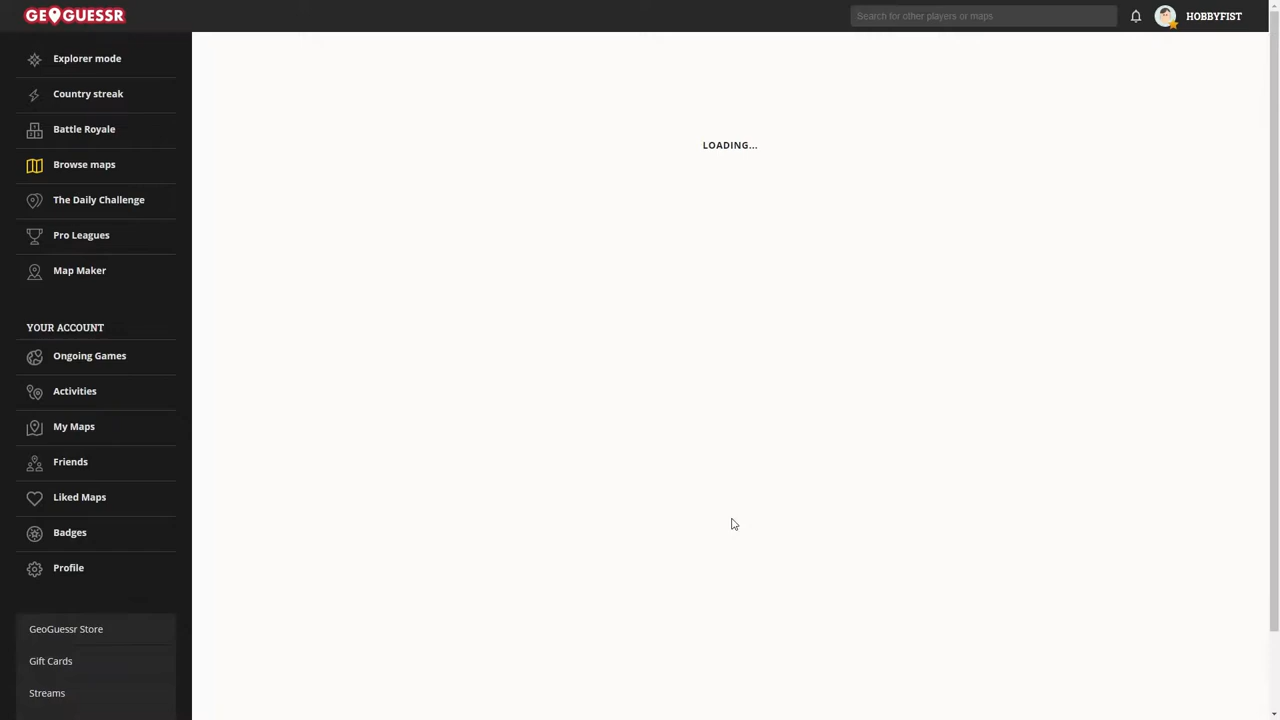 GEOGUESSR
Search for other players or maps
HOBBYFIST
Explorer mode
Country streak
Battle Royale
Browse maps
The Daily Challenge
Pro Leagues
Map Maker
YOUR ACCOUNT
Ongoing Games
Activities
My Maps
Friends
Liked Maps
Badges
Profile
GeoGuessr Store
Gift Cards
Streams
LOADING...